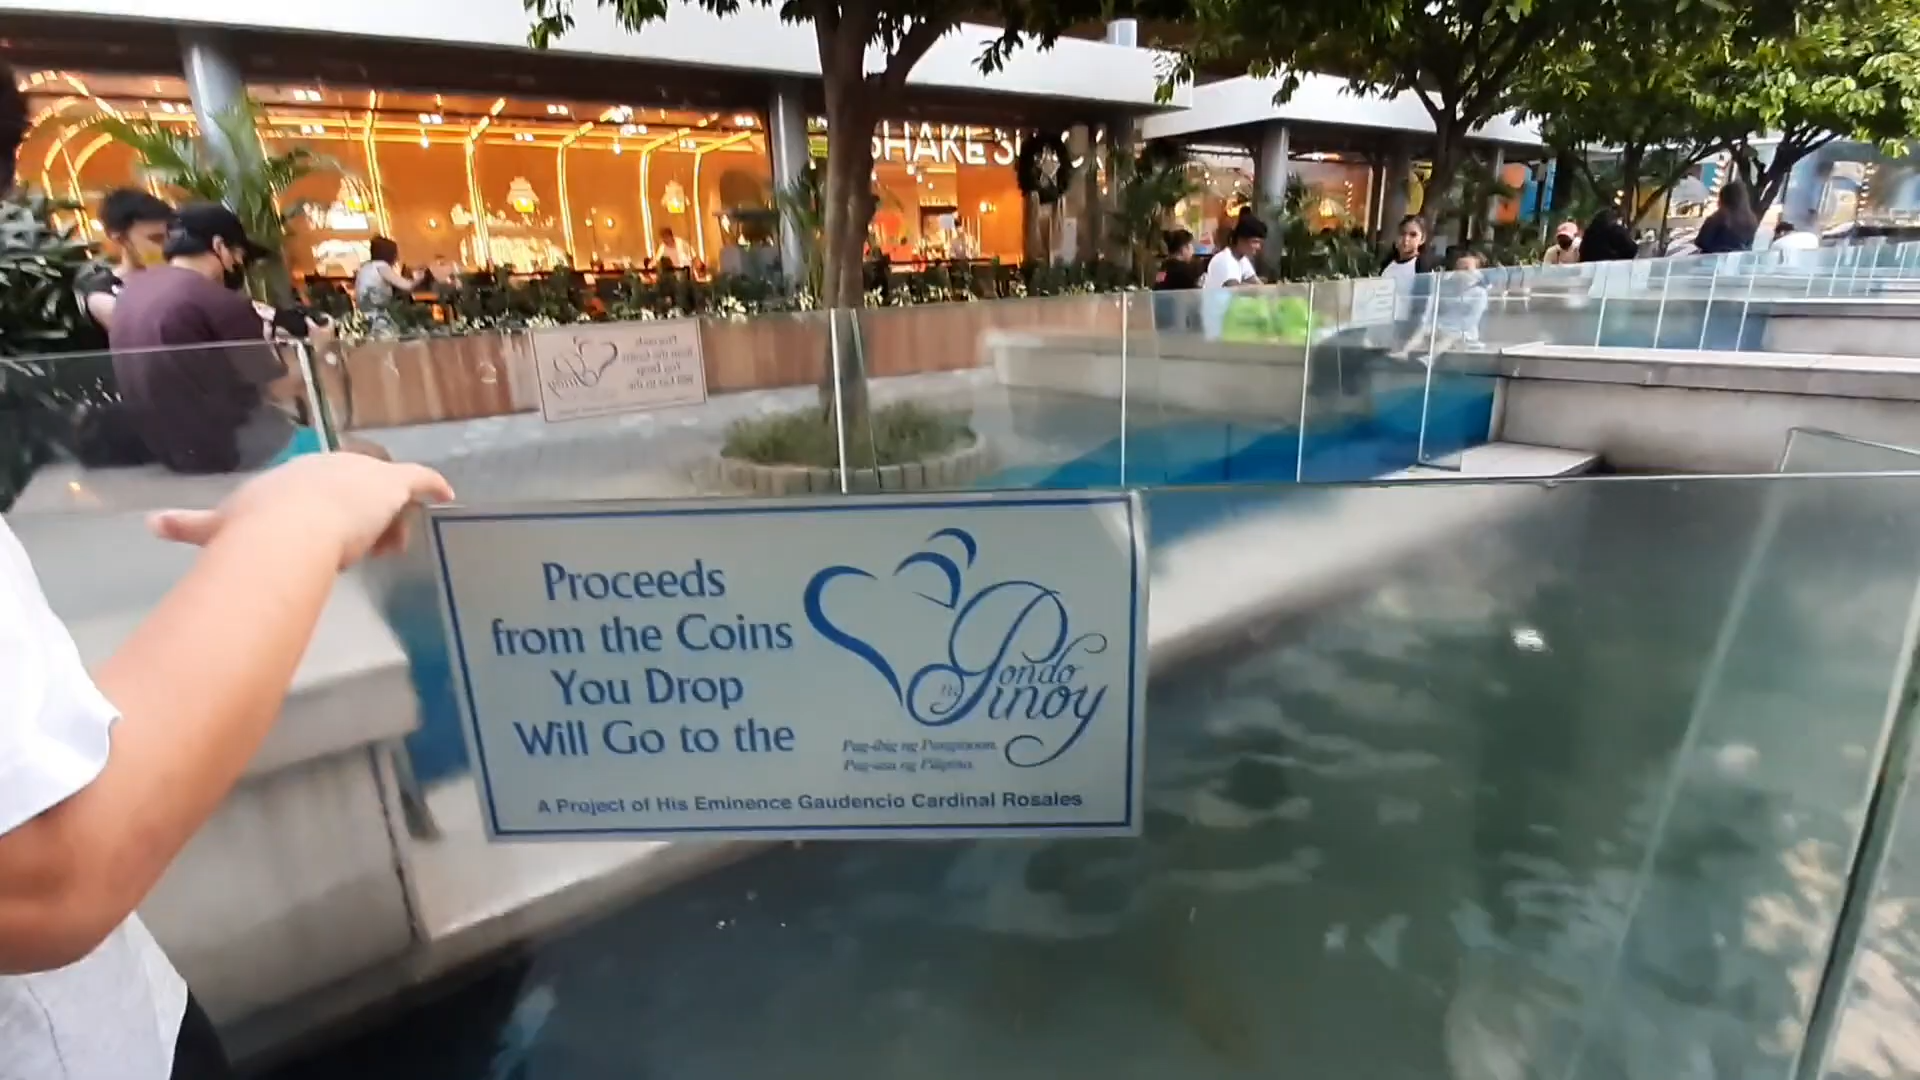 SHAKE SHACK
Proceeds
from the Coins
You Drop
Will Go to the
Pondo
ng
Pinoy
Pag-ibig ng Panginoon.
Pag-asa ng Pilipino.
A Project of His Eminence Gaudencio Cardinal Rosales